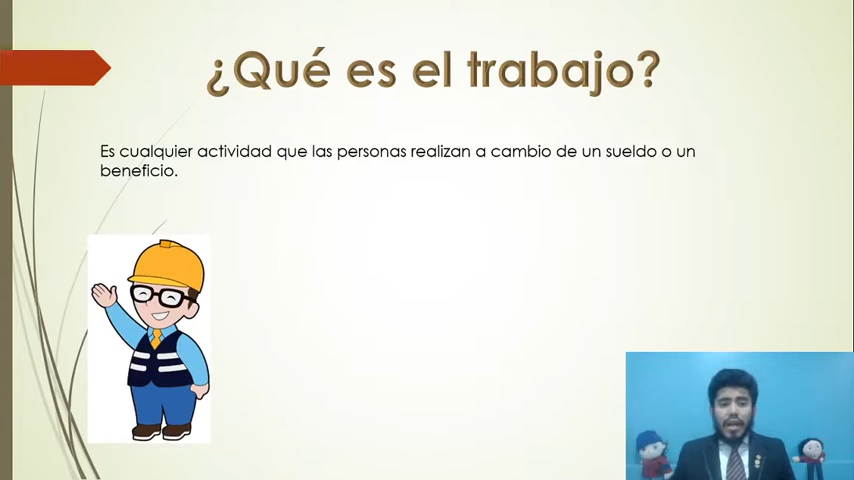 ¿Qué es el trabajo?
Es cualquier actividad que las personas realizan a cambio de un sueldo o un
beneficio.